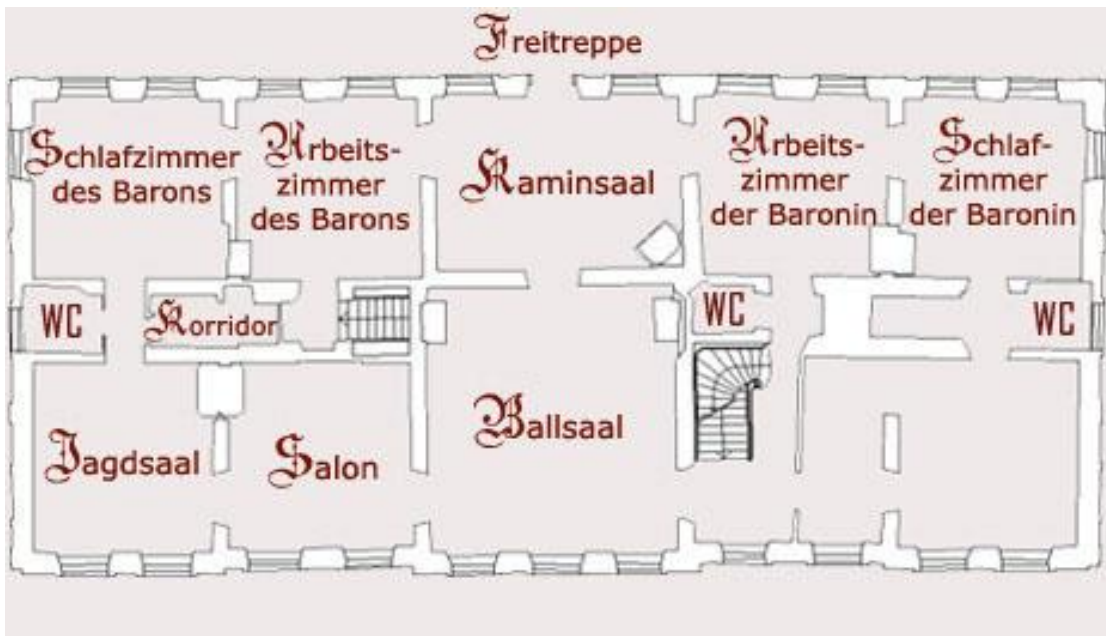 Freitreppe
Schlafzimmer
des Barons
Arbeits-
zimmer
des Barons
Kaminsaal
Arbeits-
zimmer
der Baronin
Schlaf-
zimmer
der Baronin
WC
Korridor
WC
WC
Jagdsaal
Salon
Ballsaal